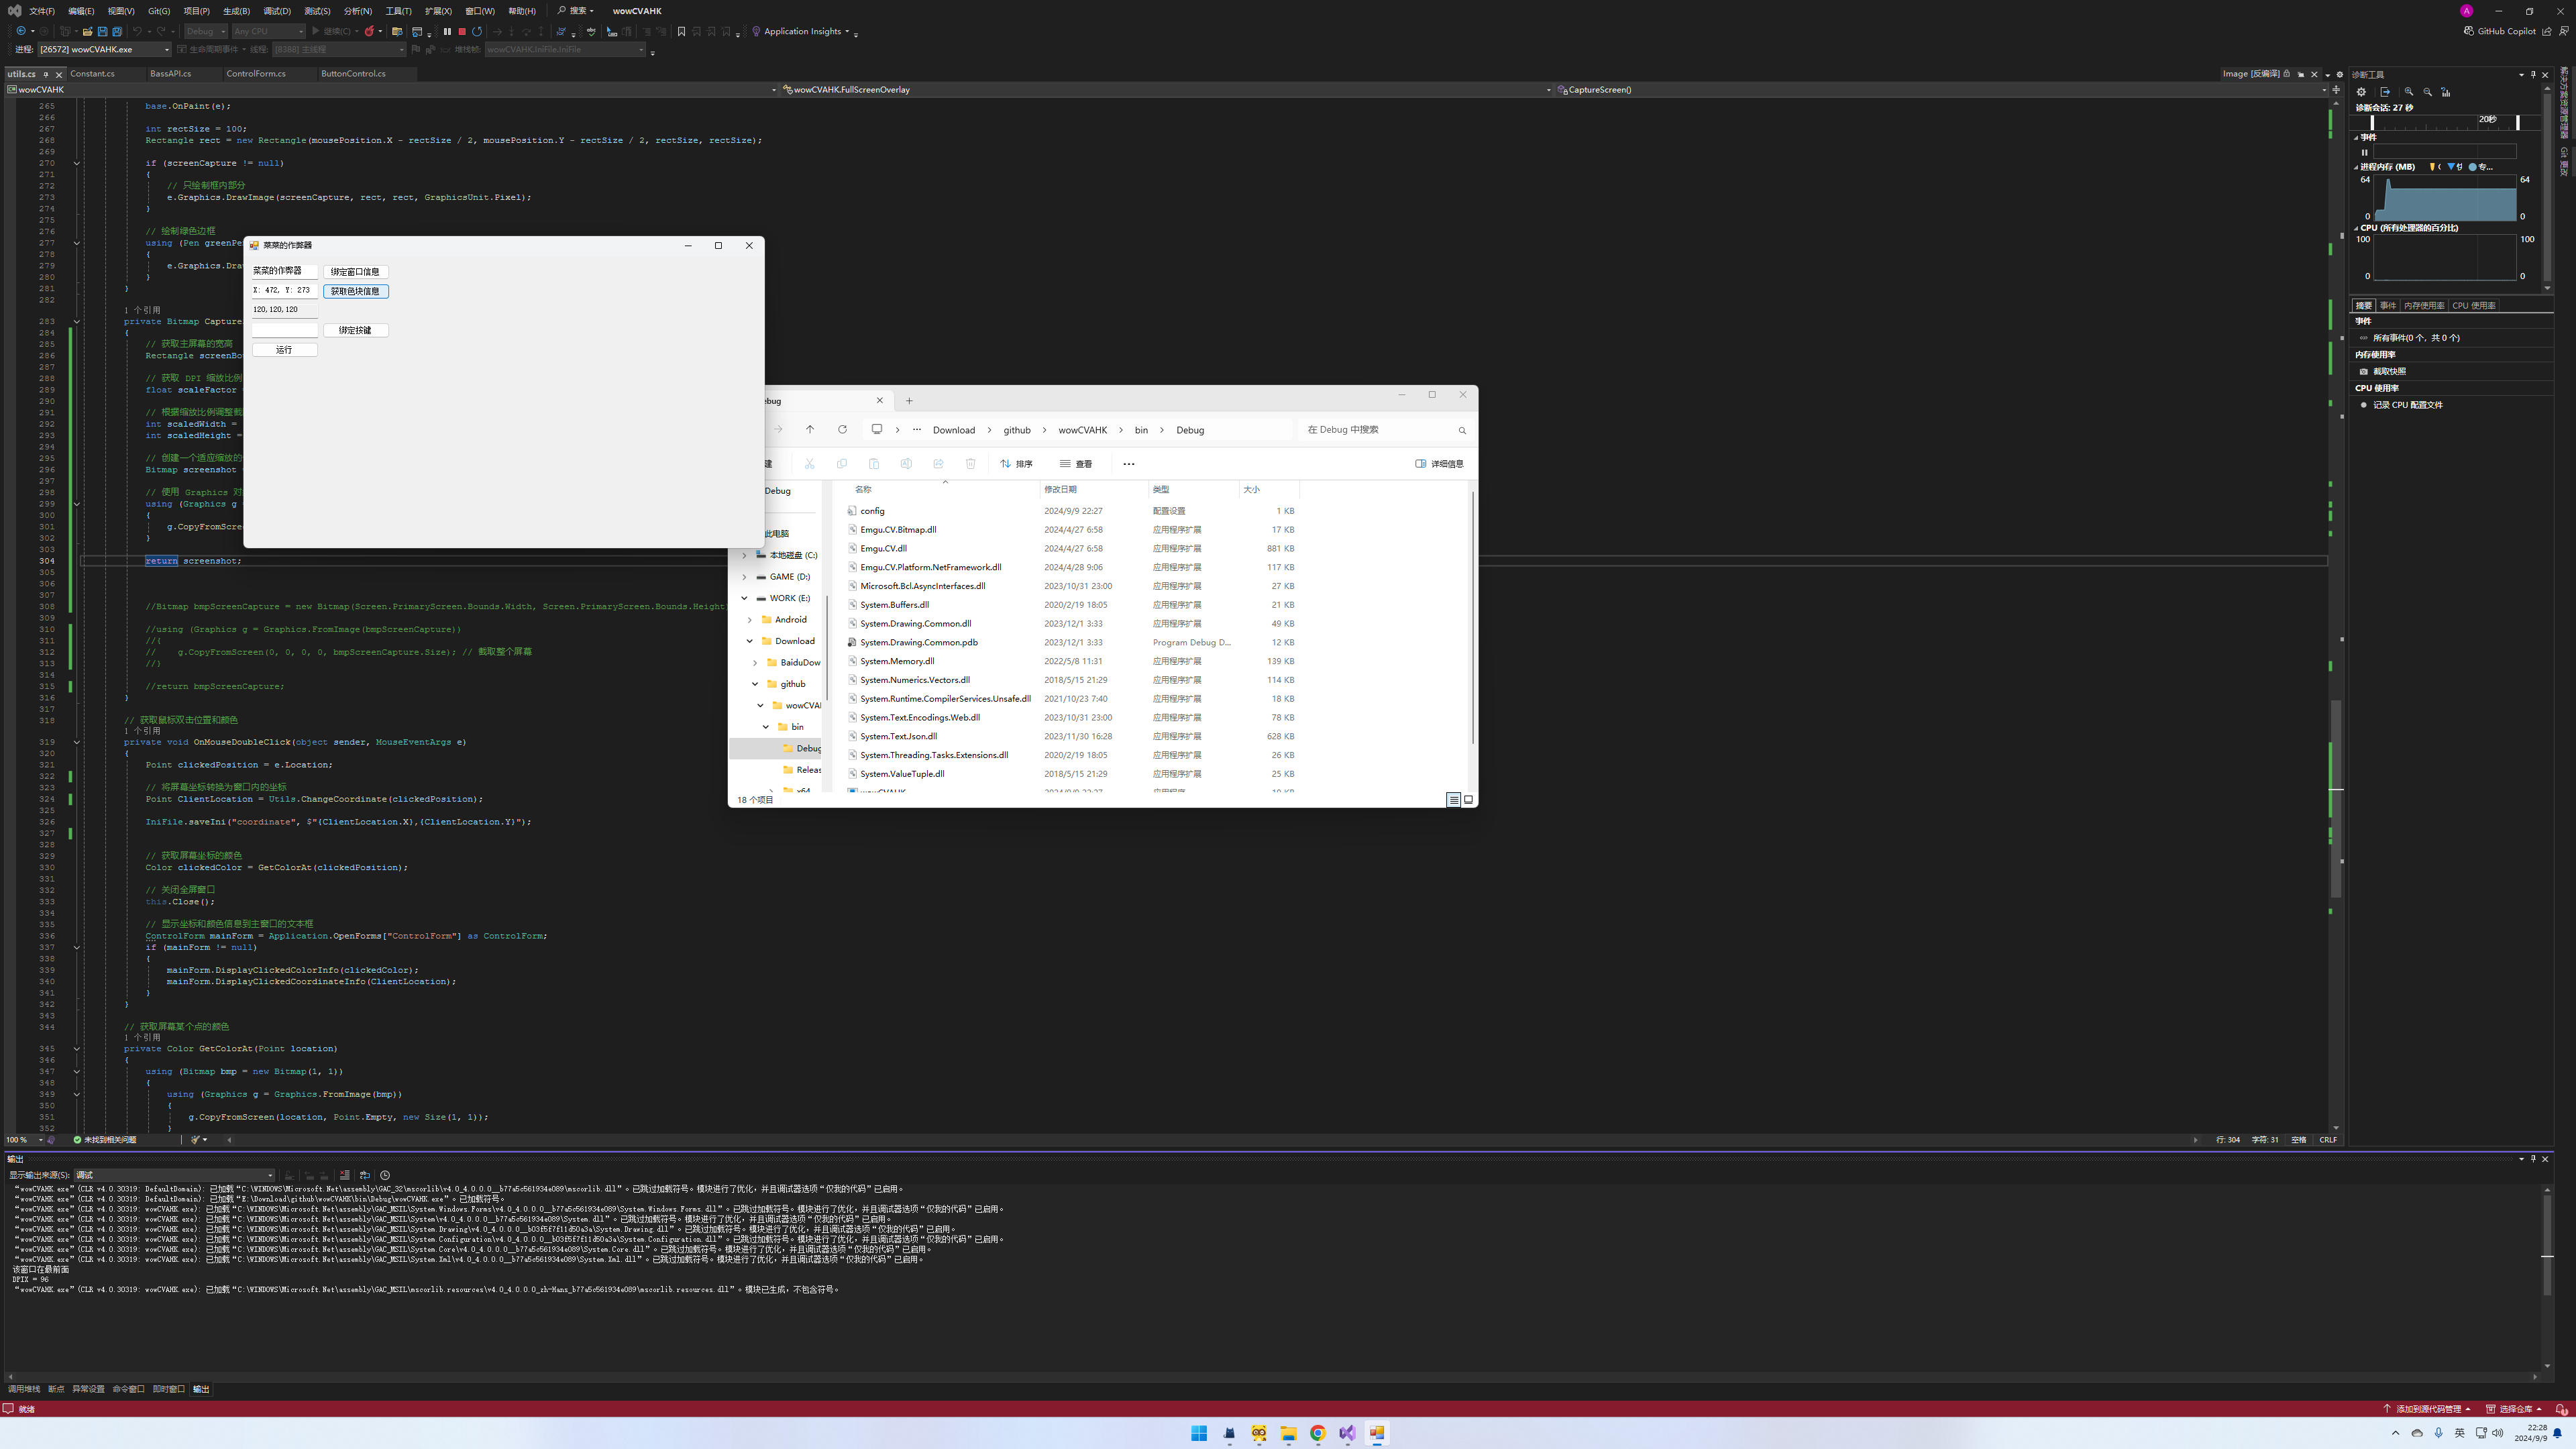 文件(F) 编辑(E) 视图(V) Git(G) 项目(P) 生成(B) 调试(D) 测试(S) 分析(N) 工具(T) 扩展(X) 窗口(W) 帮助(H) 搜索 wowCVAHK
Debug Any CPU 继续(C) Application Insights GitHub Copilot
进程: [26572] wowCVAHK.exe 生命周期事件 线程: [8388] 主线程 堆栈帧: wowCVAHK.IniFile.IniFile
utils.cs Constant.cs BassAPI.cs ControlForm.cs ButtonControl.cs Image [反编译]
wowCVAHK wowCVAHK.FullScreenOverlay CaptureScreen()
265 base.OnPaint(e);
266
267 int rectSize = 100;
268 Rectangle rect = new Rectangle(mousePosition.X - rectSize / 2, mousePosition.Y - rectSize / 2, rectSize, rectSize);
269
270 if (screenCapture != null)
271 {
272 // 只绘制框内部分
273 e.Graphics.DrawImage(screenCapture, rect, rect, GraphicsUnit.Pixel);
274 }
275
276 // 绘制绿色边框
277 using (Pen greenPe
278 {
279 e.Graphics.Dra
280 }
281 }
282
1 个引用
283 private Bitmap Capture
284 {
285 // 获取主屏幕的宽高
286 Rectangle screenBo
287
288 // 获取 DPI 缩放比例
289 float scaleFactor
290
291 // 根据缩放比例调整截
292 int scaledWidth =
293 int scaledHeight =
294
295 // 创建一个适应缩放的
296 Bitmap screenshot
297
298 // 使用 Graphics 对
299 using (Graphics g
300 {
301 g.CopyFromScre
302 }
303
304 return screenshot;
305
306
307
308 //Bitmap bmpScreenCapture = new Bitmap(Screen.PrimaryScreen.Bounds.Width, Screen.PrimaryScreen.Bounds.Height)
309
310 //using (Graphics g = Graphics.FromImage(bmpScreenCapture))
311 //{
312 // g.CopyFromScreen(0, 0, 0, 0, bmpScreenCapture.Size); // 截取整个屏幕
313 //}
314
315 //return bmpScreenCapture;
316 }
317
318 // 获取鼠标双击位置和颜色
1 个引用
319 private void OnMouseDoubleClick(object sender, MouseEventArgs e)
320 {
321 Point clickedPosition = e.Location;
322
323 // 将屏幕坐标转换为窗口内的坐标
324 Point ClientLocation = Utils.ChangeCoordinate(clickedPosition);
325
326 IniFile.saveIni("coordinate", $"{ClientLocation.X},{ClientLocation.Y}");
327
328
329 // 获取屏幕坐标的颜色
330 Color clickedColor = GetColorAt(clickedPosition);
331
332 // 关闭全屏窗口
333 this.Close();
334
335 // 显示坐标和颜色信息到主窗口的文本框
336 ControlForm mainForm = Application.OpenForms["ControlForm"] as ControlForm;
337 if (mainForm != null)
338 {
339 mainForm.DisplayClickedColorInfo(clickedColor);
340 mainForm.DisplayClickedCoordinateInfo(ClientLocation);
341 }
342 }
343
344 // 获取屏幕某个点的颜色
1 个引用
345 private Color GetColorAt(Point location)
346 {
347 using (Bitmap bmp = new Bitmap(1, 1))
348 {
349 using (Graphics g = Graphics.FromImage(bmp))
350 {
351 g.CopyFromScreen(location, Point.Empty, new Size(1, 1));
352 }
100 % 未找到相关问题 行: 304 字符: 31 空格 CRLF
菜菜的作弊器
菜菜的作弊器 绑定窗口信息
X: 472, Y: 273 获取色块信息
120,120,120
绑定按键
运行
ebug
Download github wowCVAHK bin Debug 在 Debug 中搜索
建 排序 查看 详细信息
Debug
此电脑
本地磁盘 (C:)
GAME (D:)
WORK (E:)
Android
Download
BaiduDow
github
wowCVAI
bin
Debug
Releas
x64
名称 修改日期 类型 大小
config 2024/9/9 22:27 配置设置 1 KB
Emgu.CV.Bitmap.dll 2024/4/27 6:58 应用程序扩展 17 KB
Emgu.CV.dll 2024/4/27 6:58 应用程序扩展 881 KB
Emgu.CV.Platform.NetFramework.dll 2024/4/28 9:06 应用程序扩展 117 KB
Microsoft.Bcl.AsyncInterfaces.dll 2023/10/31 23:00 应用程序扩展 27 KB
System.Buffers.dll 2020/2/19 18:05 应用程序扩展 21 KB
System.Drawing.Common.dll 2023/12/1 3:33 应用程序扩展 49 KB
System.Drawing.Common.pdb 2023/12/1 3:33 Program Debug D... 12 KB
System.Memory.dll 2022/5/8 11:31 应用程序扩展 139 KB
System.Numerics.Vectors.dll 2018/5/15 21:29 应用程序扩展 114 KB
System.Runtime.CompilerServices.Unsafe.dll 2021/10/23 7:40 应用程序扩展 18 KB
System.Text.Encodings.Web.dll 2023/10/31 23:00 应用程序扩展 78 KB
System.Text.Json.dll 2023/11/30 16:28 应用程序扩展 628 KB
System.Threading.Tasks.Extensions.dll 2020/2/19 18:05 应用程序扩展 26 KB
System.ValueTuple.dll 2018/5/15 21:29 应用程序扩展 25 KB
18 个项目
诊断工具
诊断会话: 27 秒
20秒
事件
进程内存 (MB) 专...
64 64
0 0
CPU (所有处理器的百分比)
100 100
0 0
摘要 事件 内存使用率 CPU 使用率
事件
所有事件(0 个，共 0 个)
内存使用率
截取快照
CPU 使用率
记录 CPU 配置文件
解决方案资源管理器
Git 更改
输出
显示输出来源(S): 调试
“wowCVAHK.exe”(CLR v4.0.30319: DefaultDomain): 已加载“C:\WINDOWS\Microsoft.Net\assembly\GAC_32\mscorlib\v4.0_4.0.0.0__b77a5c561934e089\mscorlib.dll”。已跳过加载符号。模块进行了优化，并且调试器选项“仅我的代码”已启用。
“wowCVAHK.exe”(CLR v4.0.30319: DefaultDomain): 已加载“E:\Download\github\wowCVAHK\bin\Debug\wowCVAHK.exe”。已加载符号。
“wowCVAHK.exe”(CLR v4.0.30319: wowCVAHK.exe): 已加载“C:\WINDOWS\Microsoft.Net\assembly\GAC_MSIL\System.Windows.Forms\v4.0_4.0.0.0__b77a5c561934e089\System.Windows.Forms.dll”。已跳过加载符号。模块进行了优化，并且调试器选项“仅我的代码”已启用。
“wowCVAHK.exe”(CLR v4.0.30319: wowCVAHK.exe): 已加载“C:\WINDOWS\Microsoft.Net\assembly\GAC_MSIL\System\v4.0_4.0.0.0__b77a5c561934e089\System.dll”。已跳过加载符号。模块进行了优化，并且调试器选项“仅我的代码”已启用。
“wowCVAHK.exe”(CLR v4.0.30319: wowCVAHK.exe): 已加载“C:\WINDOWS\Microsoft.Net\assembly\GAC_MSIL\System.Drawing\v4.0_4.0.0.0__b03f5f7f11d50a3a\System.Drawing.dll”。已跳过加载符号。模块进行了优化，并且调试器选项“仅我的代码”已启用。
“wowCVAHK.exe”(CLR v4.0.30319: wowCVAHK.exe): 已加载“C:\WINDOWS\Microsoft.Net\assembly\GAC_MSIL\System.Configuration\v4.0_4.0.0.0__b03f5f7f11d50a3a\System.Configuration.dll”。已跳过加载符号。模块进行了优化，并且调试器选项“仅我的代码”已启用。
“wowCVAHK.exe”(CLR v4.0.30319: wowCVAHK.exe): 已加载“C:\WINDOWS\Microsoft.Net\assembly\GAC_MSIL\System.Core\v4.0_4.0.0.0__b77a5c561934e089\System.Core.dll”。已跳过加载符号。模块进行了优化，并且调试器选项“仅我的代码”已启用。
“wowCVAHK.exe”(CLR v4.0.30319: wowCVAHK.exe): 已加载“C:\WINDOWS\Microsoft.Net\assembly\GAC_MSIL\System.Xml\v4.0_4.0.0.0__b77a5c561934e089\System.Xml.dll”。已跳过加载符号。模块进行了优化，并且调试器选项“仅我的代码”已启用。
该窗口在最前面
DPIX = 96
“wowCVAHK.exe”(CLR v4.0.30319: wowCVAHK.exe): 已加载“C:\WINDOWS\Microsoft.Net\assembly\GAC_MSIL\mscorlib.resources\v4.0_4.0.0.0_zh-Hans_b77a5c561934e089\mscorlib.resources.dll”。模块已生成，不包含符号。
调用堆栈 断点 异常设置 命令窗口 即时窗口 输出
就绪 添加到源代码管理 选择仓库
英 22:28
2024/9/9